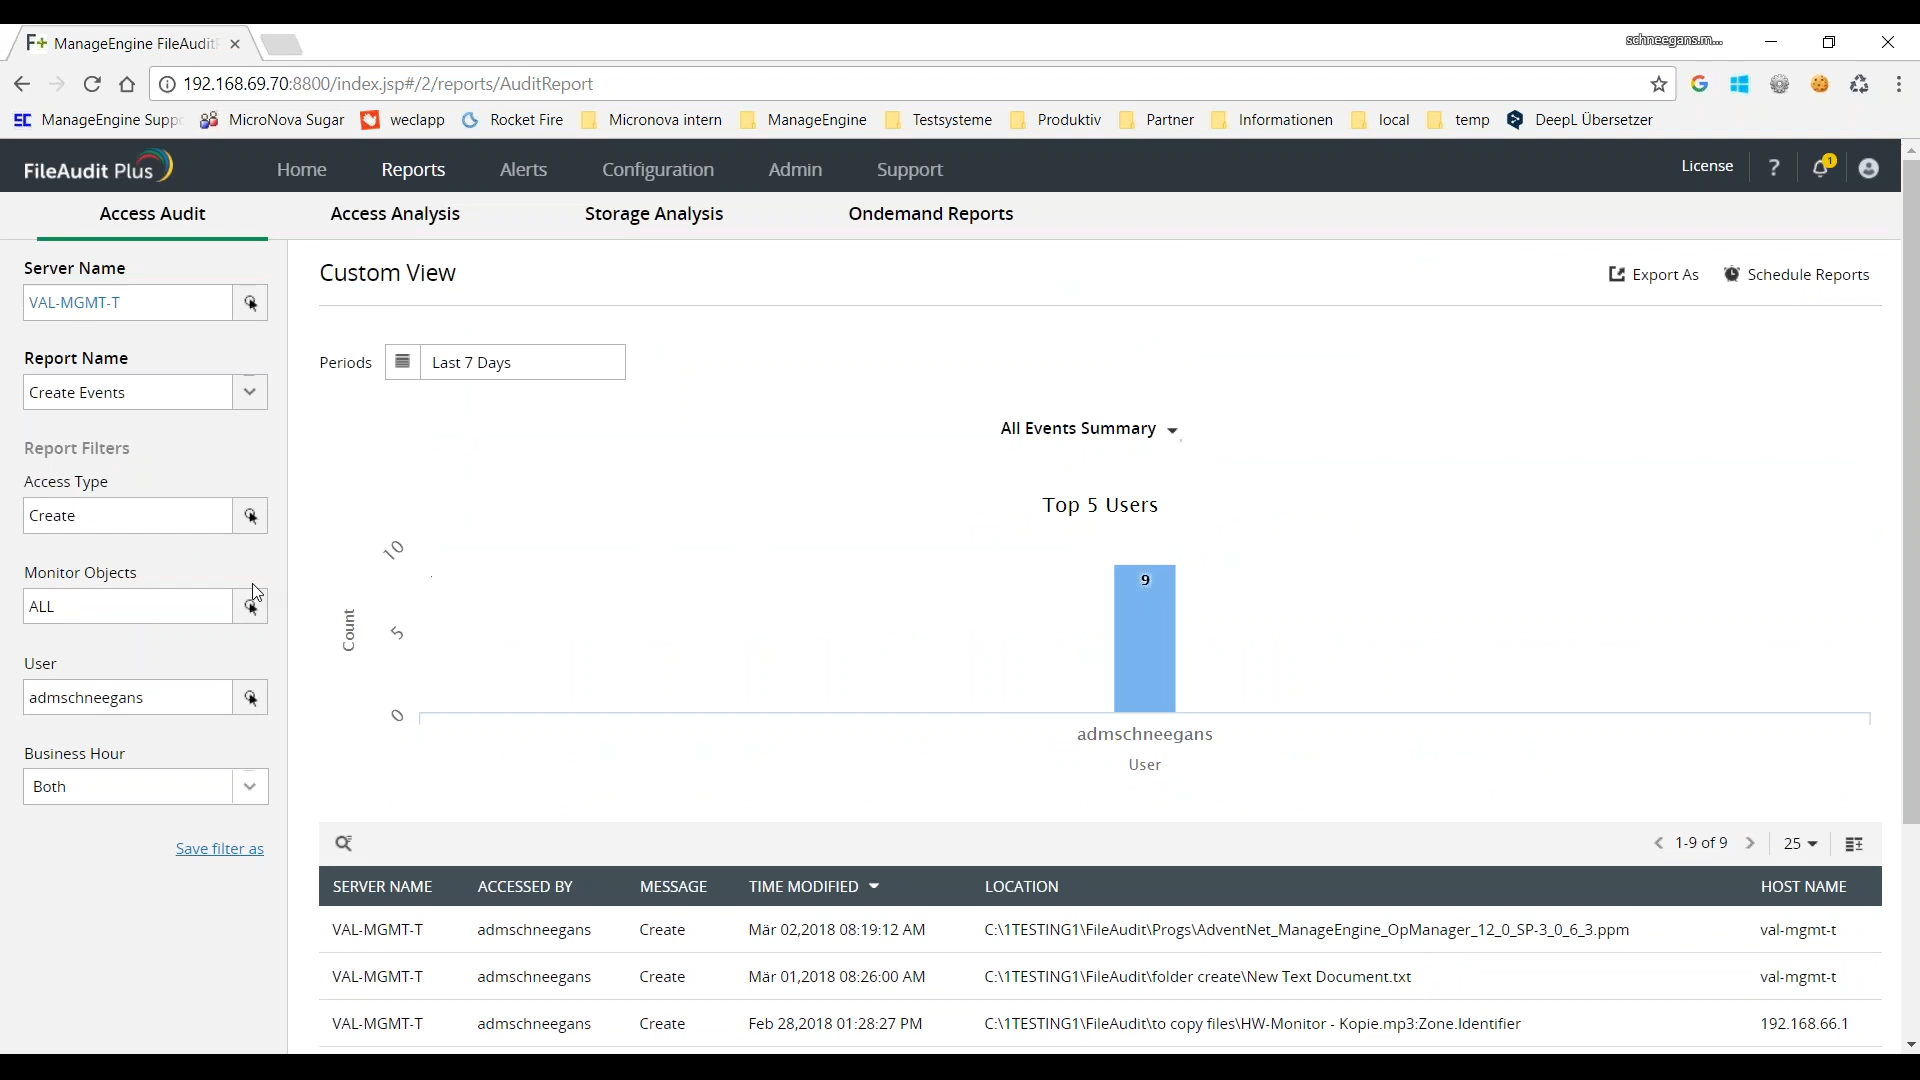 F+ ManageEngine FileAudit
schneegans.m...
192.168.69.70:8800/index.jsp#/2/reports/AuditReport
ManageEngine Supp MicroNova Sugar weclapp Rocket Fire Micronova intern ManageEngine Testsysteme Produktiv Partner Informationen local temp DeepL Übersetzer
FileAudit Plus Home Reports Alerts Configuration Admin Support License ? 1
Access Audit Access Analysis Storage Analysis Ondemand Reports
Server Name
VAL-MGMT-T
Report Name
Create Events
Report Filters
Access Type
Create
Monitor Objects
ALL
User
admschneegans
Business Hour
Both
Save filter as
Custom View
Export As Schedule Reports
Periods Last 7 Days
All Events Summary
Top 5 Users
10
5
0
Count
9
admschneegans
User
1-9 of 9 25
SERVER NAME ACCESSED BY MESSAGE TIME MODIFIED LOCATION HOST NAME
VAL-MGMT-T admschneegans Create Mär 02,2018 08:19:12 AM C:\1TESTING1\FileAudit\Progs\AdventNet_ManageEngine_OpManager_12_0_SP-3_0_6_3.ppm val-mgmt-t
VAL-MGMT-T admschneegans Create Mär 01,2018 08:26:00 AM C:\1TESTING1\FileAudit\folder create\New Text Document.txt val-mgmt-t
VAL-MGMT-T admschneegans Create Feb 28,2018 01:28:27 PM C:\1TESTING1\FileAudit\to copy files\HW-Monitor - Kopie.mp3:Zone.Identifier 192.168.66.1